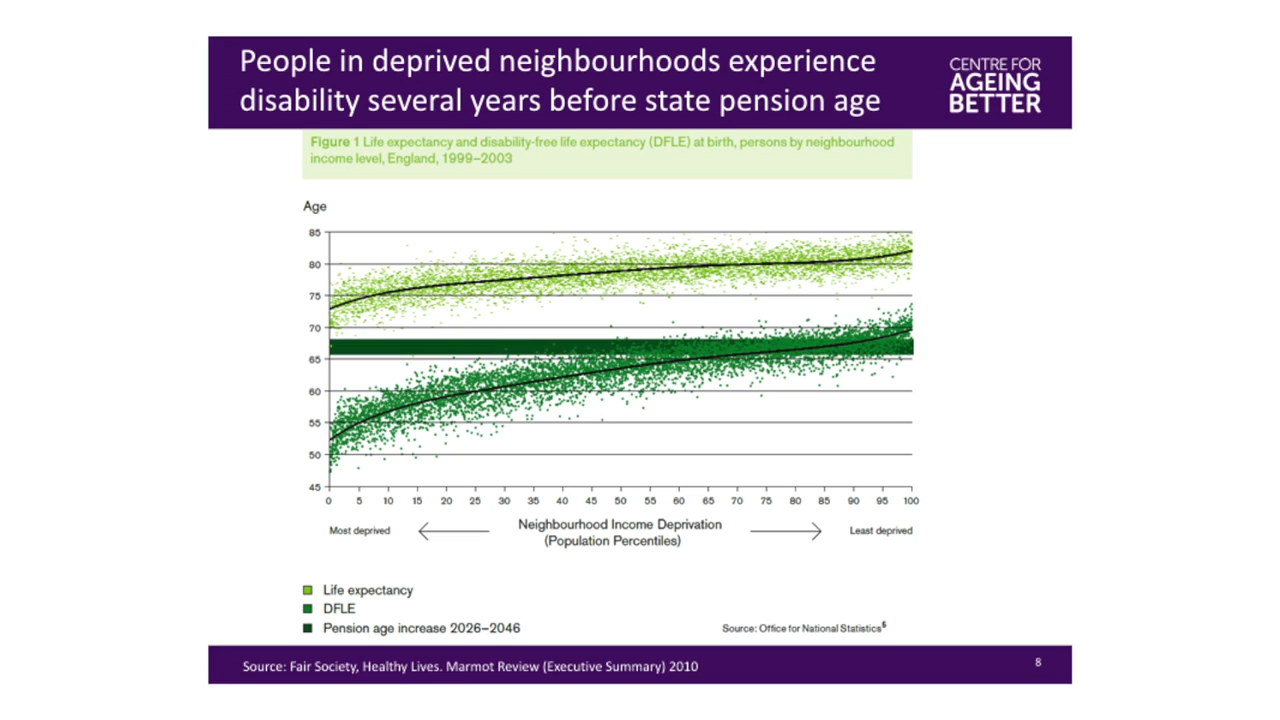 People in deprived neighbourhoods experience
disability several years before state pension age
CENTRE FOR
AGEING
BETTER
Figure 1 Life expectancy and disability-free life expectancy (DFLE) at birth, persons by neighbourhood
income level, England, 1999–2003
Age
85
80
75
70
65
60
55
50
45
0 5 10 15 20 25 30 35 40 45 50 55 60 65 70 75 80 85 90 95 100
Most deprived
Neighbourhood Income Deprivation
(Population Percentiles)
Least deprived
Life expectancy
DFLE
Pension age increase 2026–2046
Source: Office for National Statistics5
Source: Fair Society, Healthy Lives. Marmot Review (Executive Summary) 2010
8